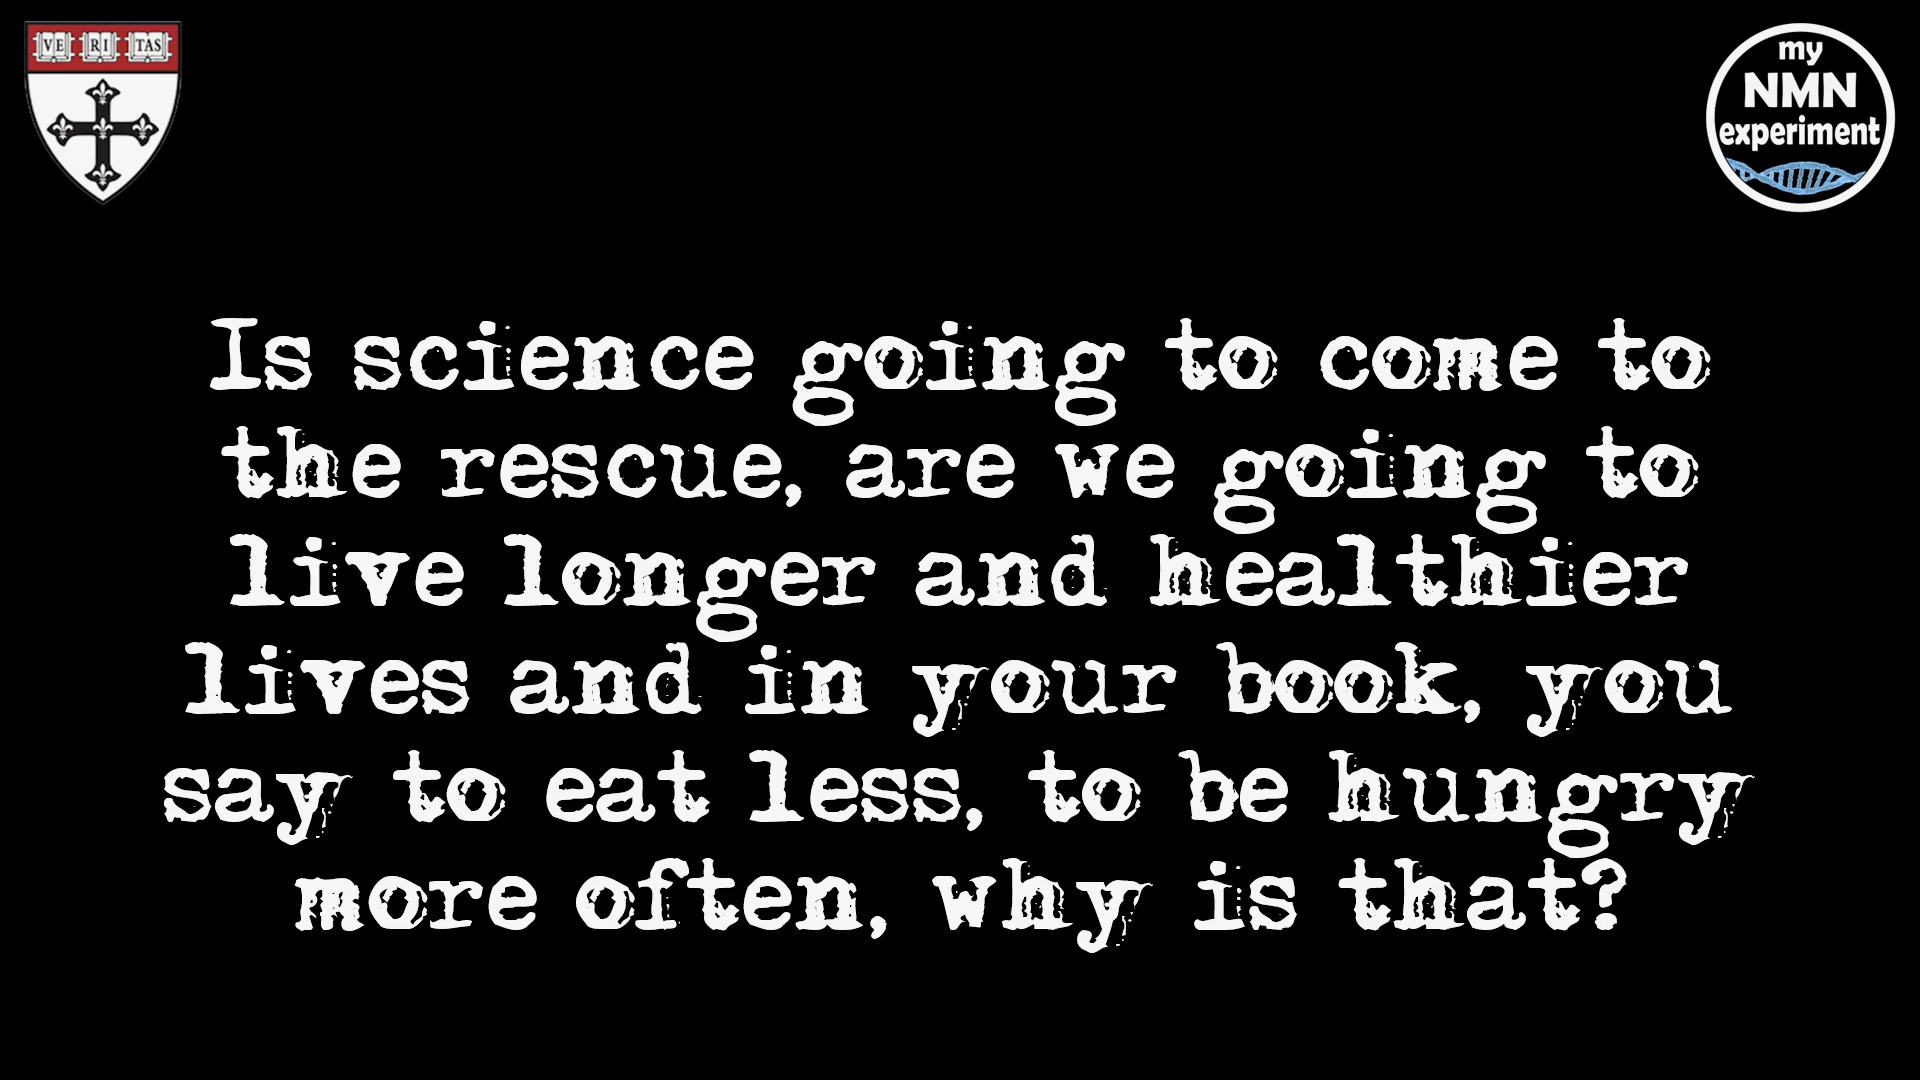 VE RI TAS
my
NMN
experiment
Is science going to come to
the rescue, are we going to
live longer and healthier
lives and in your book, you
say to eat less, to be hungry
more often, why is that?